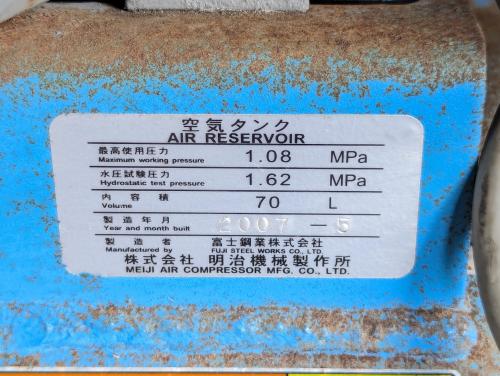 空気タンク
AIR RESERVOIR
最高使用圧力 1.08 MPa
Maximum working pressure
水圧試験圧力 1.62 MPa
Hydrostatic test pressure
内容積 70 L
Volume
製造年月 2007-5
Year and month built
製造者 富士鋼業株式会社
Manufactured by FUJI STEEL WORKS CO., LTD.
株式会社 明治機械製作所
MEIJI AIR COMPRESSOR MFG. CO., LTD.